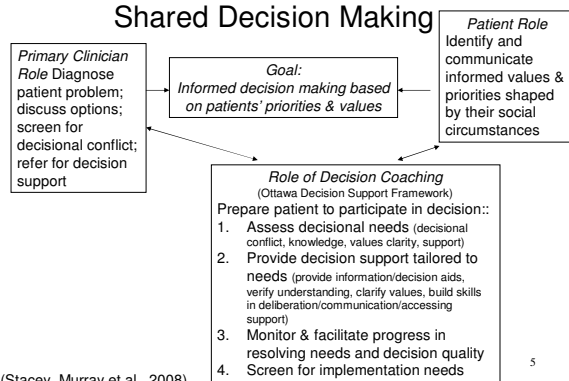 Shared Decision Making
Primary Clinician
Role Diagnose
patient problem;
discuss options;
screen for
decisional conflict;
refer for decision
support
Goal:
Informed decision making based
on patients' priorities & values
Patient Role
Identify and
communicate
informed values &
priorities shaped
by their social
circumstances
Role of Decision Coaching
(Ottawa Decision Support Framework)
Prepare patient to participate in decision::
1. Assess decisional needs (decisional
conflict, knowledge, values clarity, support)
2. Provide decision support tailored to
needs (provide information/decision aids,
verify understanding, clarify values, build skills
in deliberation/communication/accessing
support)
3. Monitor & facilitate progress in
resolving needs and decision quality
4. Screen for implementation needs
(Stacey, Murray et al., 2008)
5